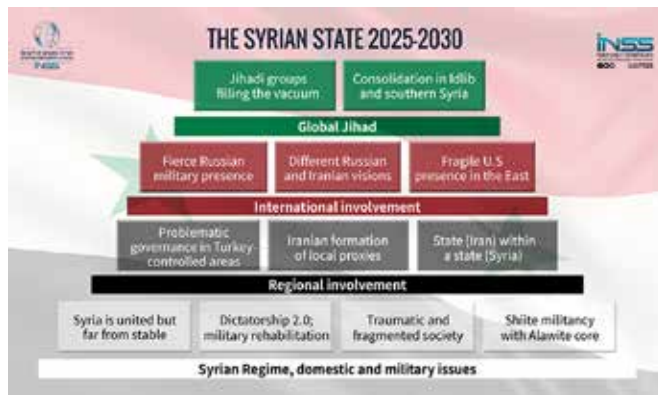 THE SYRIAN STATE 2025-2030
INSS
iNSS
Jihadi groups
filling the vacuum
Consolidation in Idlib
and southern Syria
Global Jihad
Fierce Russian
military presence
Different Russian
and Iranian visions
Fragile U.S
presence in the East
International involvement
Problematic
governance in Turkey-
controlled areas
Iranian formation
of local proxies
State (Iran) within
a state (Syria)
Regional involvement
Syria is united but
far from stable
Dictatorship 2.0;
military rehabilitation
Traumatic and
fragmented society
Shiite militancy
with Alawite core
Syrian Regime, domestic and military issues